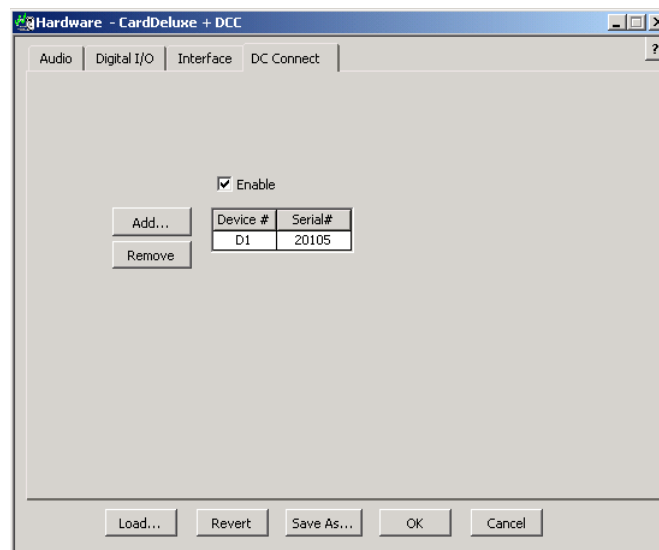 Hardware - CardDeluxe + DCC
?
Audio Digital I/O Interface DC Connect
Enable
Add... Device # Serial#
D1 20105
Remove
Load... Revert Save As... OK Cancel